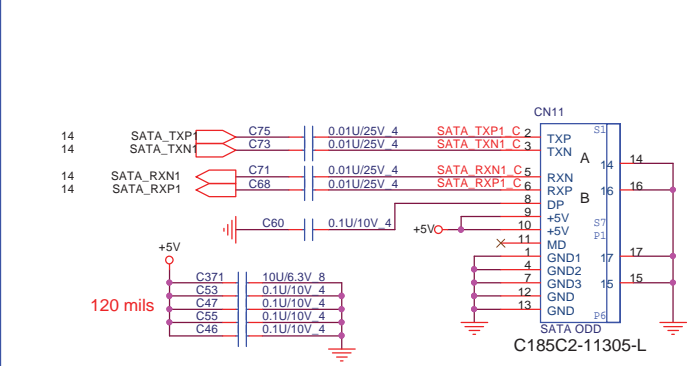 CN11
14 SATA_TXP1 C75 0.01U/25V_4 SATA_TXP1_C 2 TXP S1
14 SATA_TXN1 C73 0.01U/25V_4 SATA_TXN1_C 3 TXN
A 14 14
14 SATA_RXN1 C71 0.01U/25V_4 SATA_RXN1_C 5 RXN
14 SATA_RXP1 C68 0.01U/25V_4 SATA_RXP1_C 6 RXP 16 16
B
8 DP
C60 0.1U/10V_4 9 +5V S7
+5V 10 +5V P1
11 MD
+5V 1 GND1 17 17
4 GND2
C371 10U/6.3V_8 7 GND3 15 15
C53 0.1U/10V_4 12 GND
120 mils C47 0.1U/10V_4 13 GND P6
C55 0.1U/10V_4
C46 0.1U/10V_4
SATA ODD
C185C2-11305-L